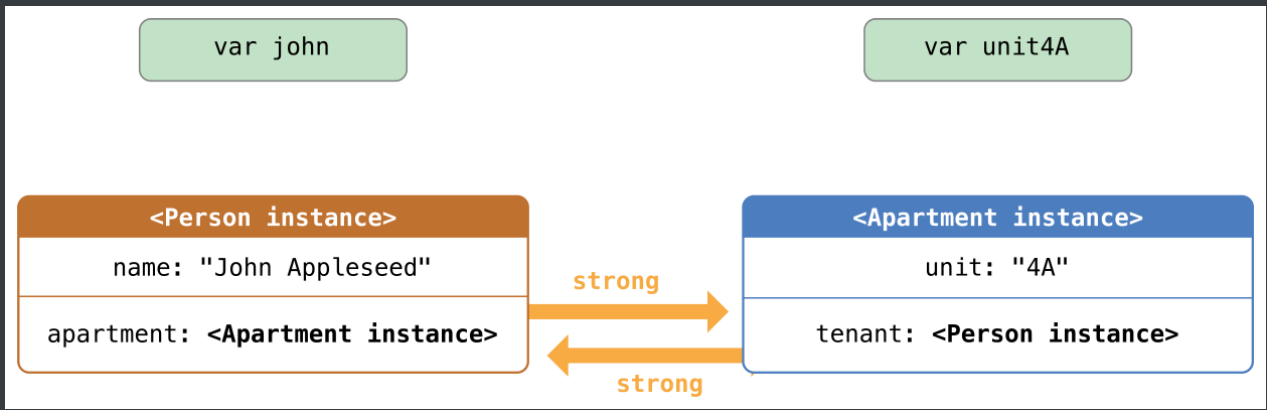 var john
var unit4A
<Person instance>
name: "John Appleseed"
apartment: <Apartment instance>
strong
strong
<Apartment instance>
unit: "4A"
tenant: <Person instance>